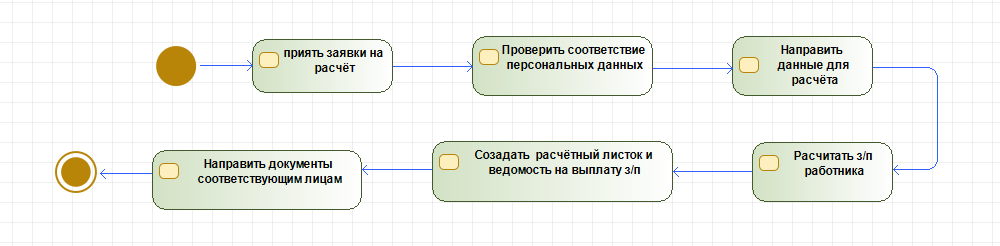 приять заявки на
расчёт
Проверить соответствие
персональных данных
Направить
данные для
расчёта
Расчитать з/п
работника
Созадать расчётный листок и
ведомость на выплату з/п
Направить документы
соответствующим лицам